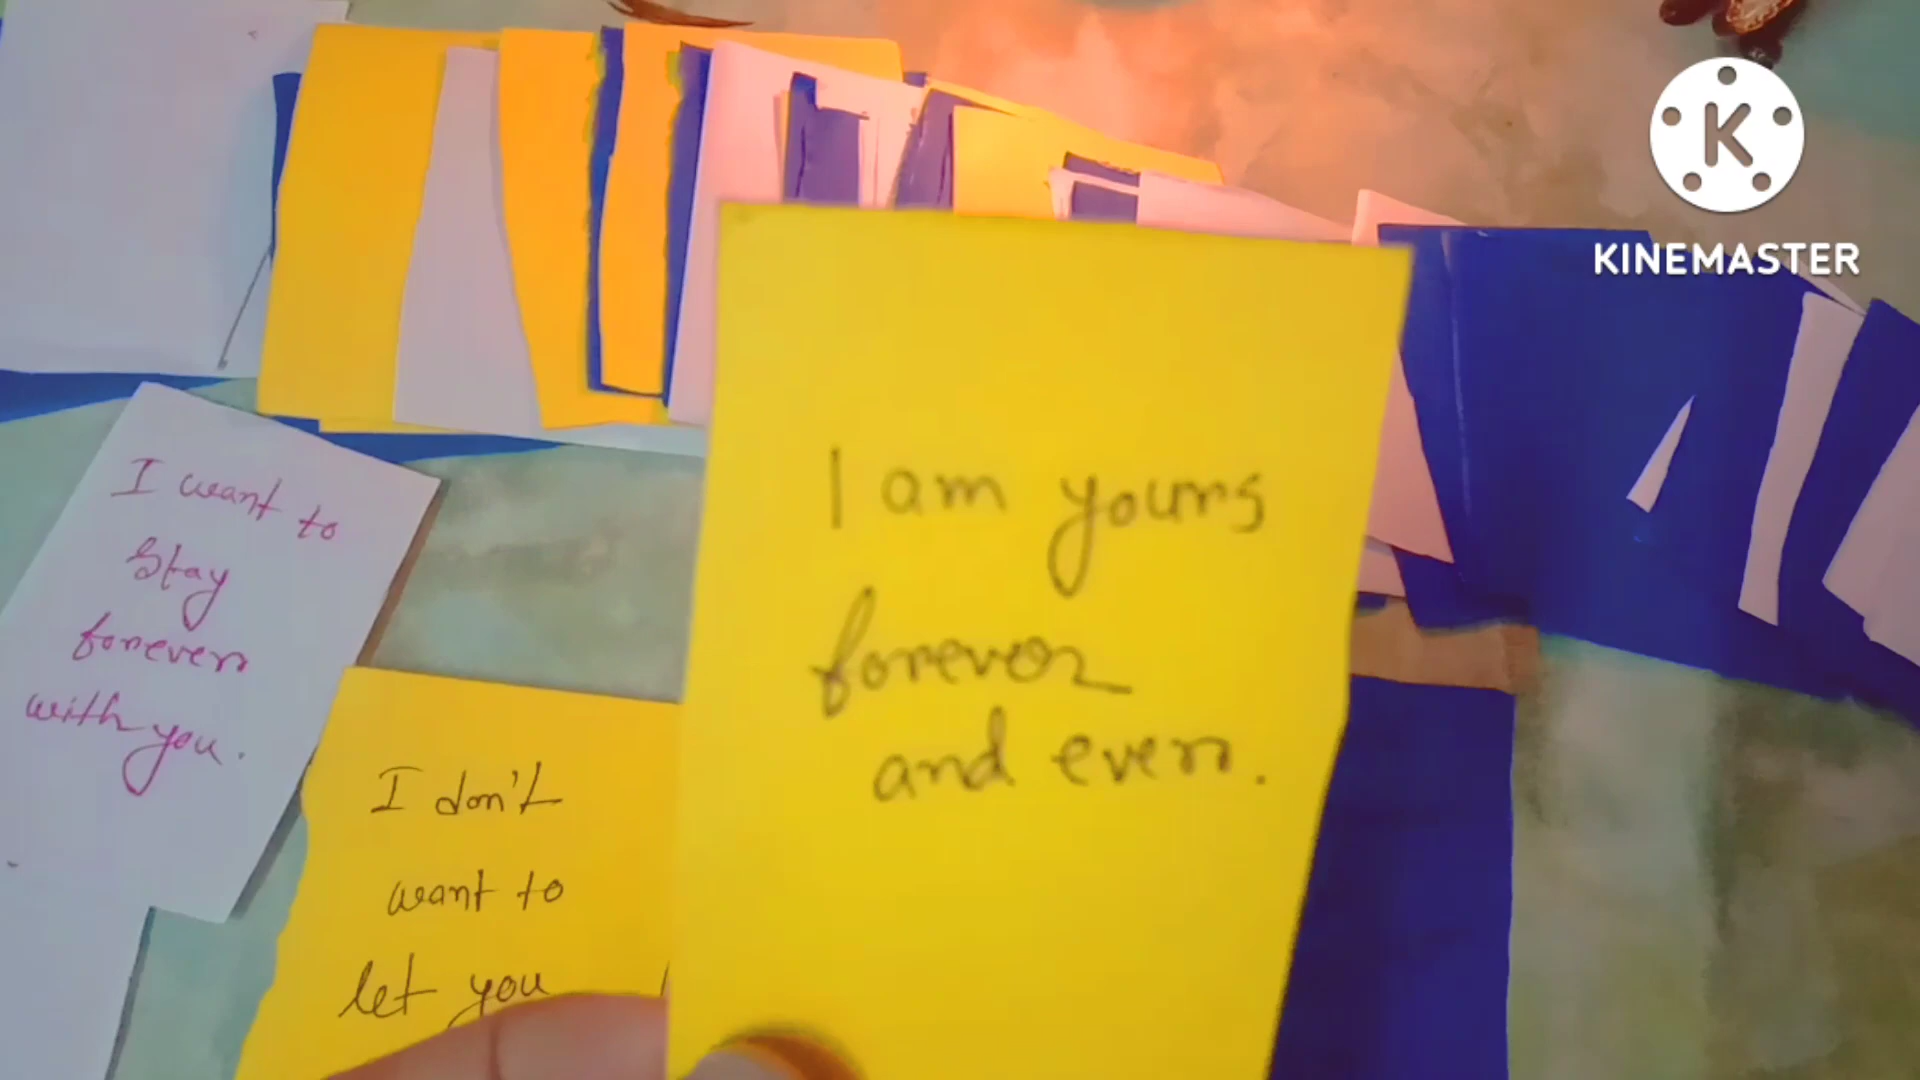 I want to
stay
forever
with you.
I don't
want to
let you
I am yours
forever
and ever.
KINEMASTER